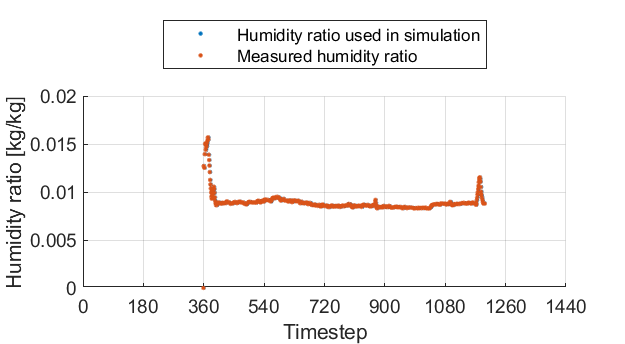 Humidity ratio used in simulation
Measured humidity ratio
Humidity ratio [kg/kg]
0.02
0.015
0.01
0.005
0
0 180 360 540 720 900 1080 1260 1440
Timestep